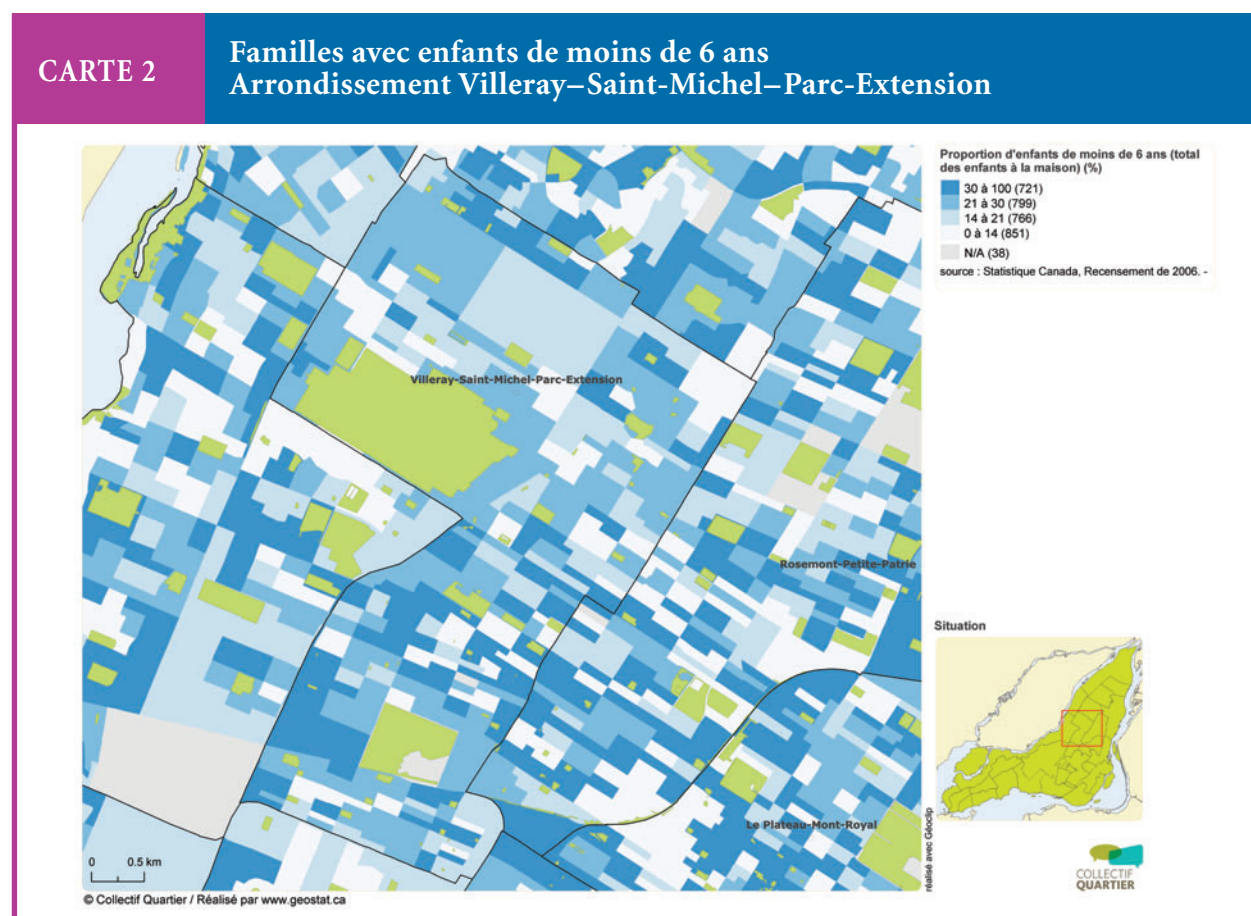 CARTE 2
Familles avec enfants de moins de 6 ans
Arrondissement Villeray–Saint-Michel–Parc-Extension
Proportion d'enfants de moins de 6 ans (total
des enfants à la maison) (%)
30 à 100 (721)
21 à 30 (799)
14 à 21 (766)
0 à 14 (851)
N/A (38)
source : Statistique Canada, Recensement de 2006. -
Villeray-Saint-Michel-Parc-Extension
Rosemont-Petite-Patrie
Le Plateau-Mont-Royal
Situation
0 0.5 km
réalisé avec Géoclip
COLLECTIF
QUARTIER
© Collectif Quartier / Réalisé par www.geostat.ca